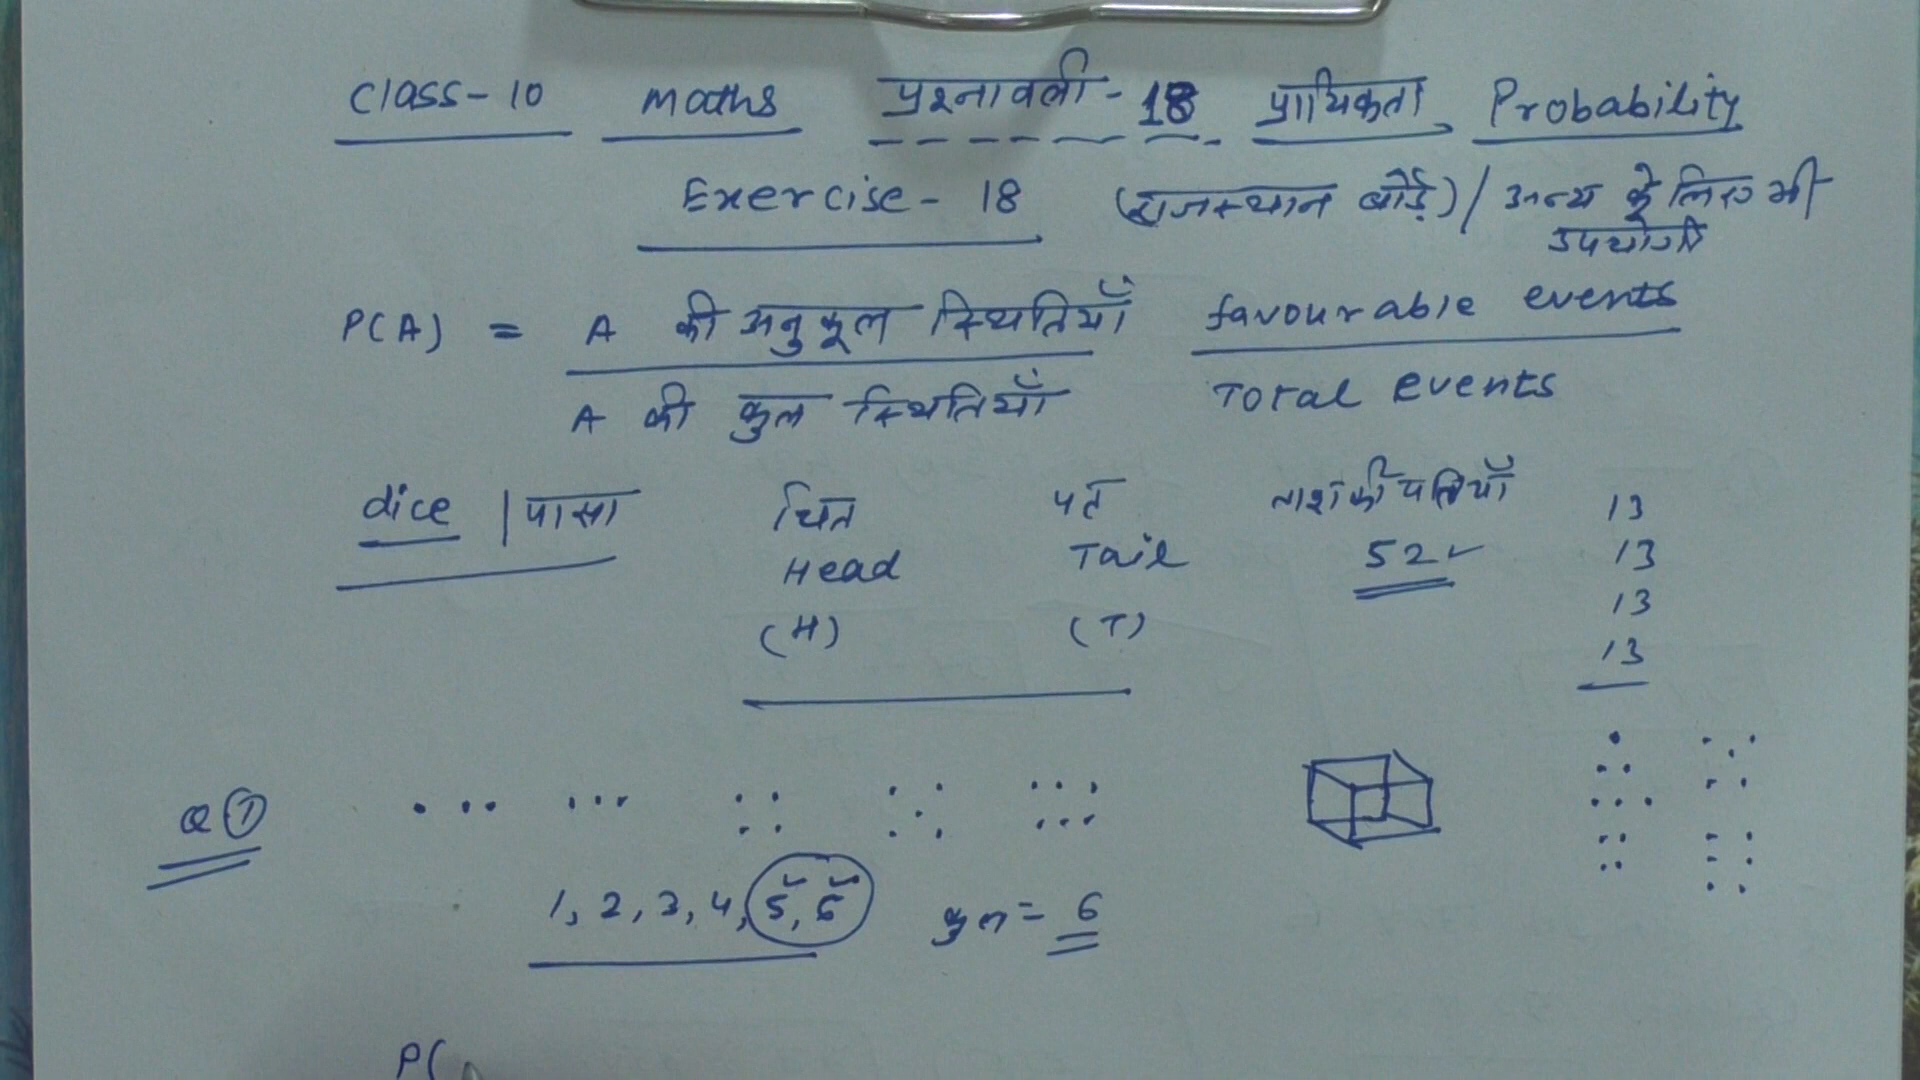 Class-10 maths प्रश्नावली-18 प्रायिकता Probability
Exercise-18 (राजस्थान बोर्ड)/अन्य के लिए भी
उपयोगी
P(A) = A की अनुकूल स्थितियाँ favourable events
A की कुल स्थितियाँ Total events
dice | पासा चित पट ताश की पत्तियाँ 13
Head Tail 52 13
(H) (T) 13
13
Q ①
1, 2, 3, 4, 5, 6 कुल = 6
P(